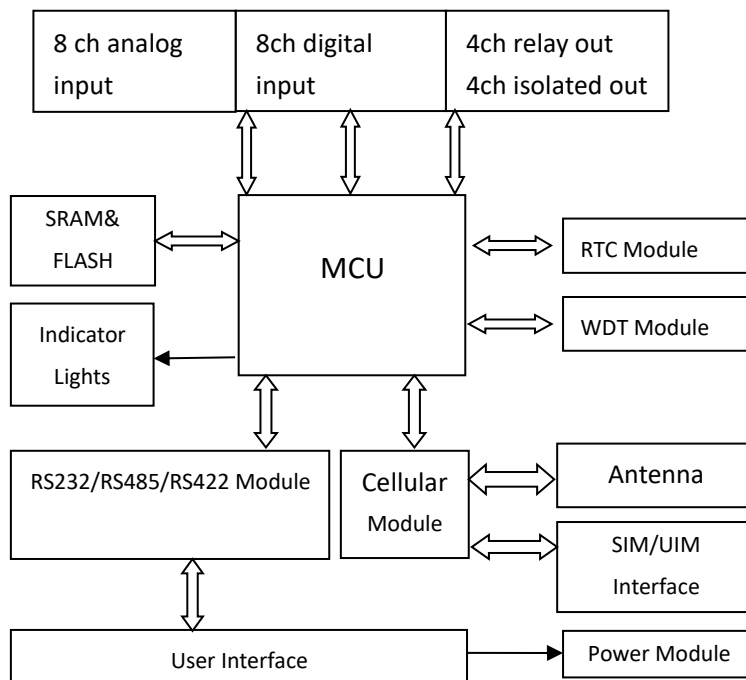 8 ch analog
input
8ch digital
input
4ch relay out
4ch isolated out
SRAM&
FLASH
MCU
RTC Module
WDT Module
Indicator
Lights
RS232/RS485/RS422 Module
Cellular
Module
Antenna
SIM/UIM
Interface
User Interface
Power Module